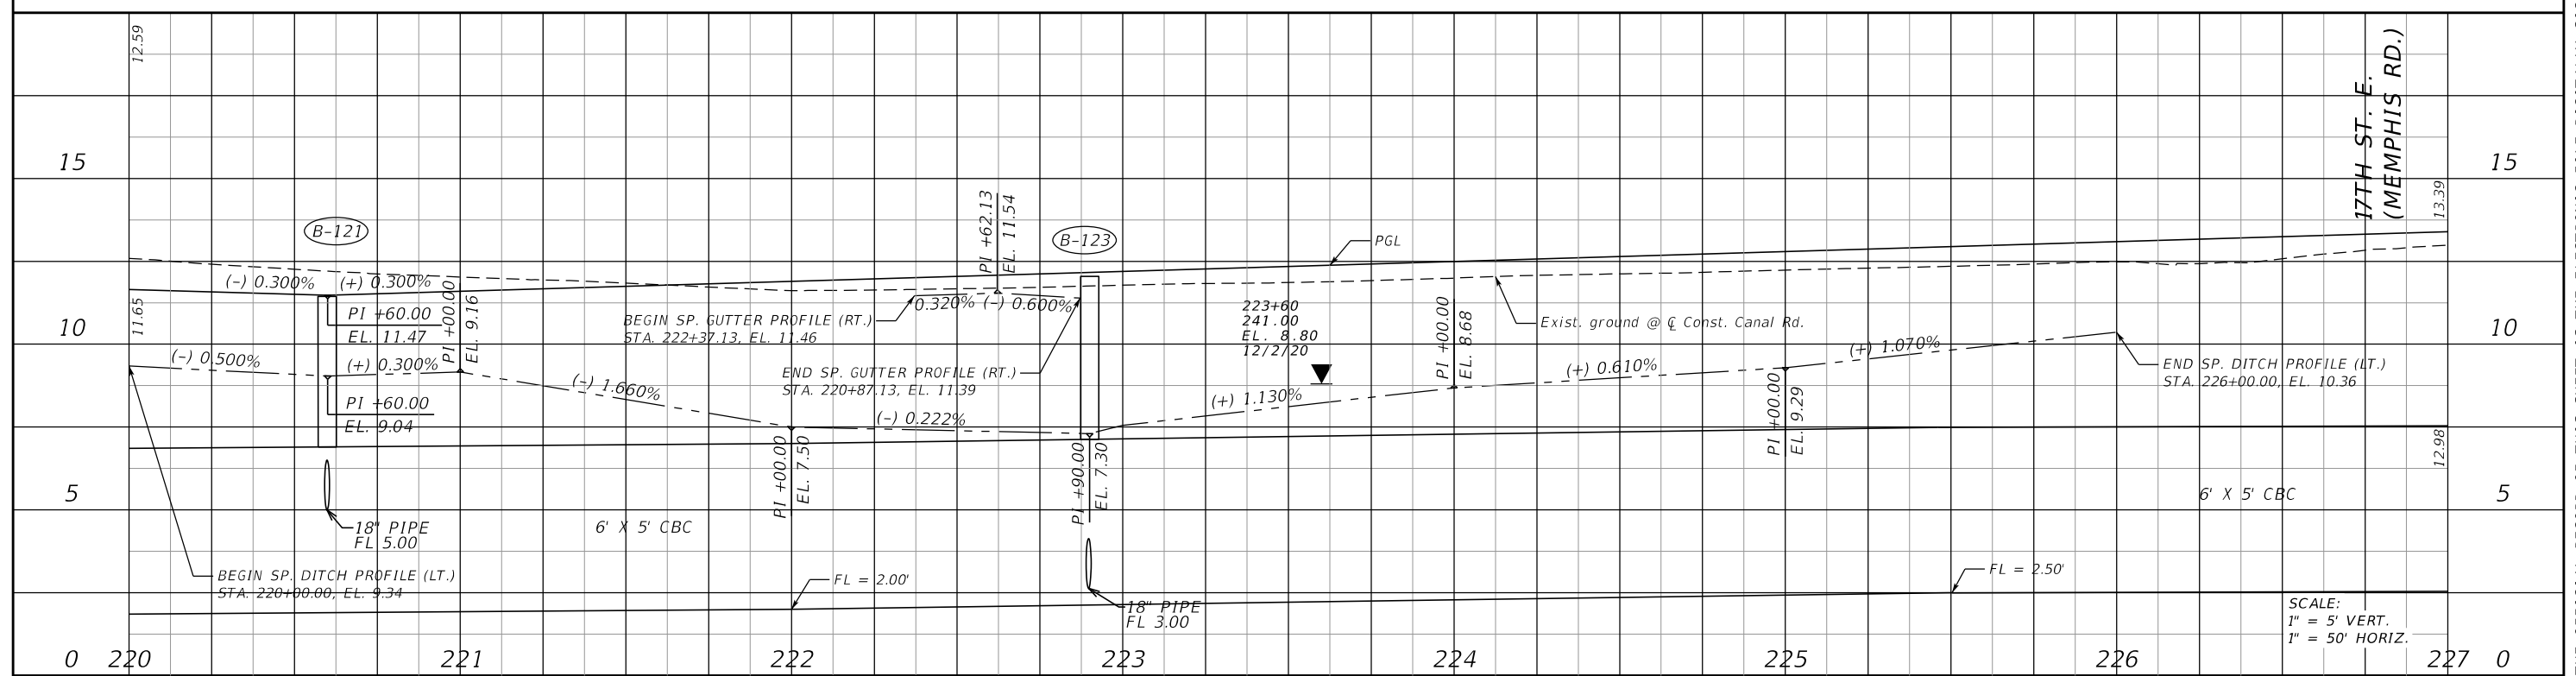 12.59
17TH ST. E.
(MEMPHIS RD.)
15
15
13.39
PI +62.13
EL. 11.54
B-121
B-123
PGL
(-) 0.300%
(+) 0.300%
11.65
PI +60.00
EL. 11.47
PI +00.00
EL. 9.16
0.320%
(-) 0.600%
BEGIN SP. GUTTER PROFILE (RT.)
STA. 222+37.13, EL. 11.46
223+60
241.00
EL. 8.80
12/2/20
PI +00.00
EL. 8.68
Exist. ground @ ℄ Const. Canal Rd.
10
10
(-) 0.500%
(+) 0.300%
(-) 1.660%
END SP. GUTTER PROFILE (RT.)
STA. 220+87.13, EL. 11.39
(+) 1.130%
(+) 0.610%
(+) 1.070%
END SP. DITCH PROFILE (LT.)
STA. 226+00.00, EL. 10.36
PI +60.00
EL. 9.04
(-) 0.222%
PI +00.00
EL. 7.50
PI +90.00
EL. 7.30
PI +00.00
EL. 9.29
12.98
5
5
6' X 5' CBC
6' X 5' CBC
18" PIPE
FL 5.00
BEGIN SP. DITCH PROFILE (LT.)
STA. 220+00.00, EL. 9.34
FL = 2.00'
FL = 2.50'
18" PIPE
FL 3.00
SCALE:
1" = 5' VERT.
1" = 50' HORIZ.
0 220 221 222 223 224 225 226 227 0